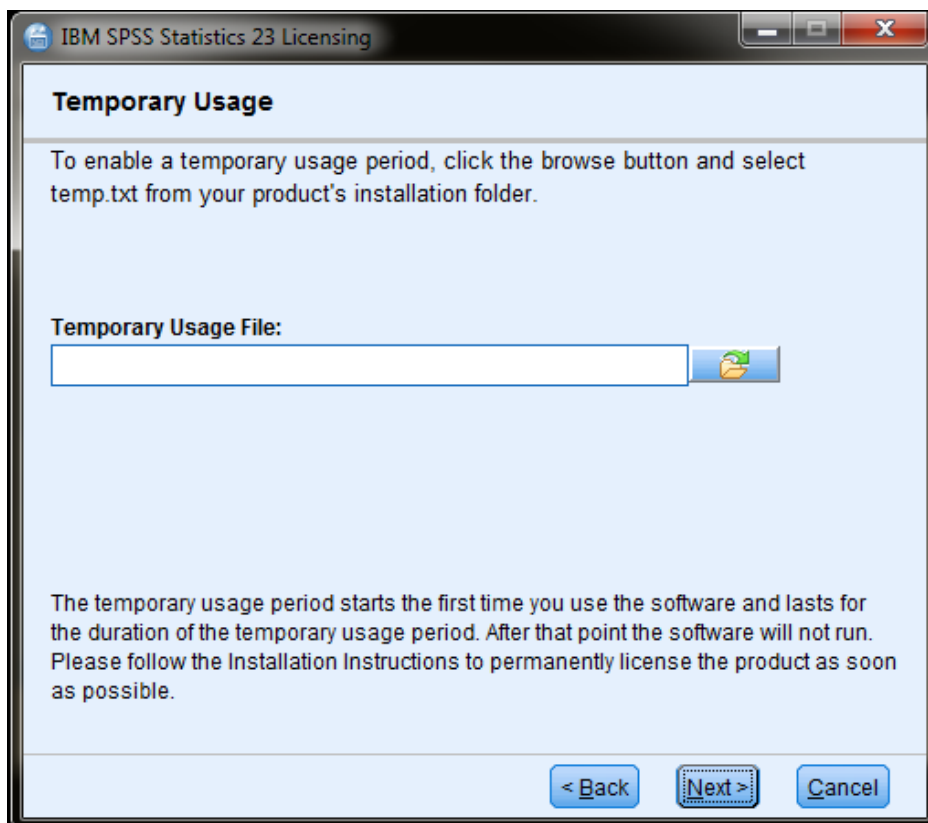 IBM SPSS Statistics 23 Licensing
Temporary Usage
To enable a temporary usage period, click the browse button and select
temp.txt from your product's installation folder.
Temporary Usage File:
The temporary usage period starts the first time you use the software and lasts for
the duration of the temporary usage period. After that point the software will not run.
Please follow the Installation Instructions to permanently license the product as soon
as possible.
< Back Next > Cancel